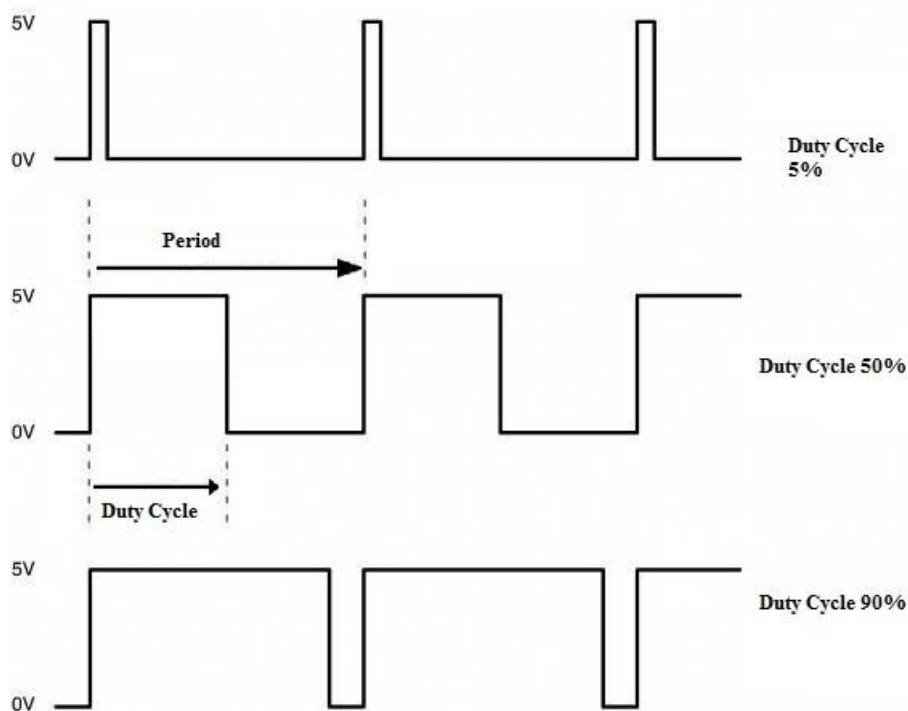 5V
0V
Duty Cycle
5%
Period
5V
0V
Duty Cycle 50%
Duty Cycle
5V
0V
Duty Cycle 90%